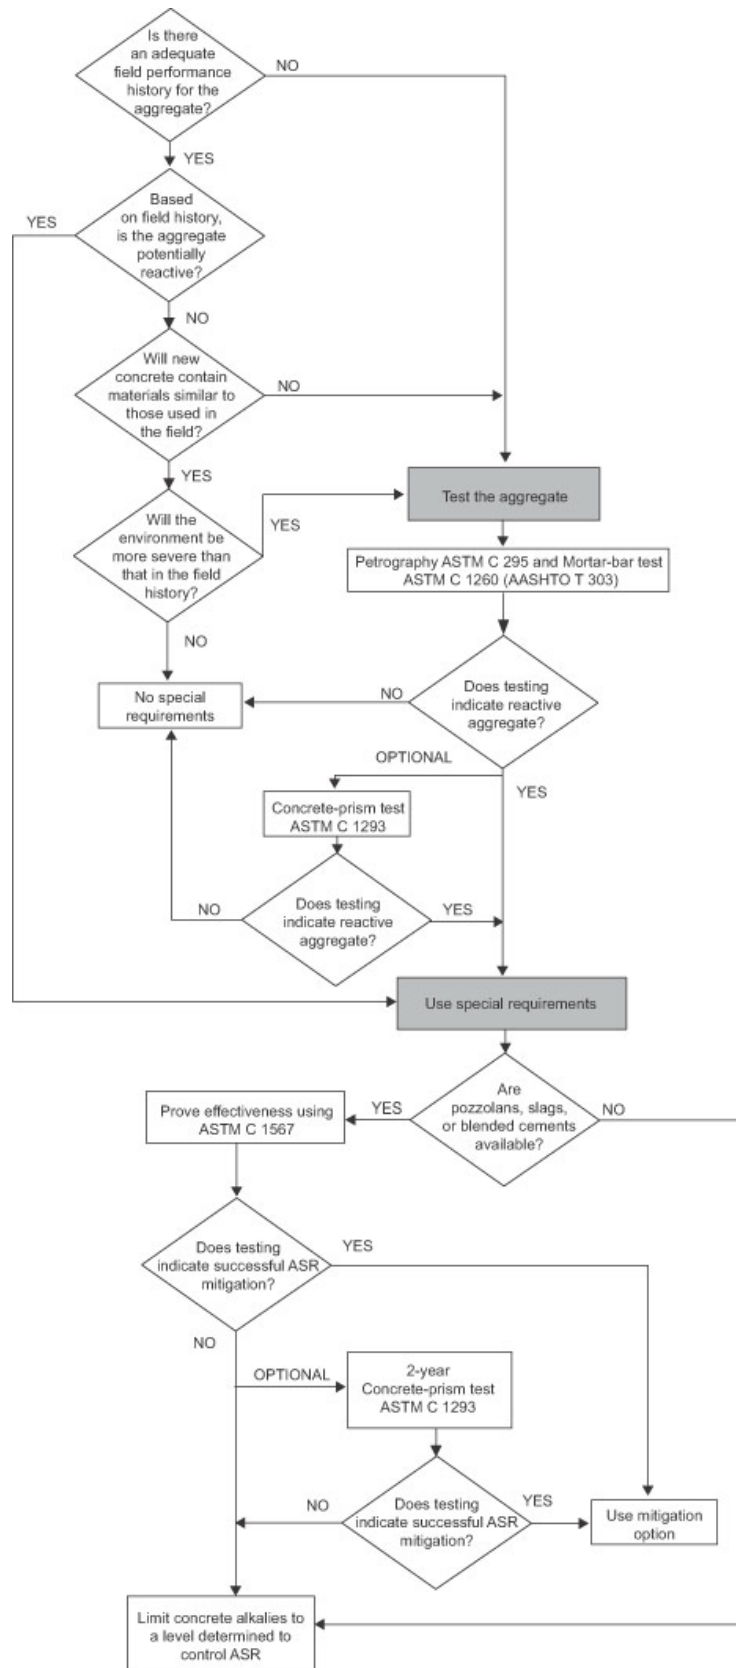 Is there
an adequate
field performance
history for the
aggregate?
NO
YES
Based
on field history,
is the aggregate
potentially
reactive?
YES
NO
Will new
concrete contain
materials similar to
those used in
the field?
NO
YES
Will the
environment be
more severe than
that in the field
history?
YES
NO
Test the aggregate
Petrography ASTM C 295 and Mortar-bar test
ASTM C 1260 (AASHTO T 303)
Does testing
indicate reactive
aggregate?
NO
No special
requirements
OPTIONAL
YES
Concrete-prism test
ASTM C 1293
Does testing
indicate reactive
aggregate?
NO
YES
Use special requirements
Are
pozzolans, slags,
or blended cements
available?
YES
NO
Prove effectiveness using
ASTM C 1567
Does testing
indicate successful ASR
mitigation?
YES
NO
OPTIONAL
2-year
Concrete-prism test
ASTM C 1293
Does testing
indicate successful ASR
mitigation?
NO
YES
Use mitigation
option
Limit concrete alkalies to
a level determined to
control ASR